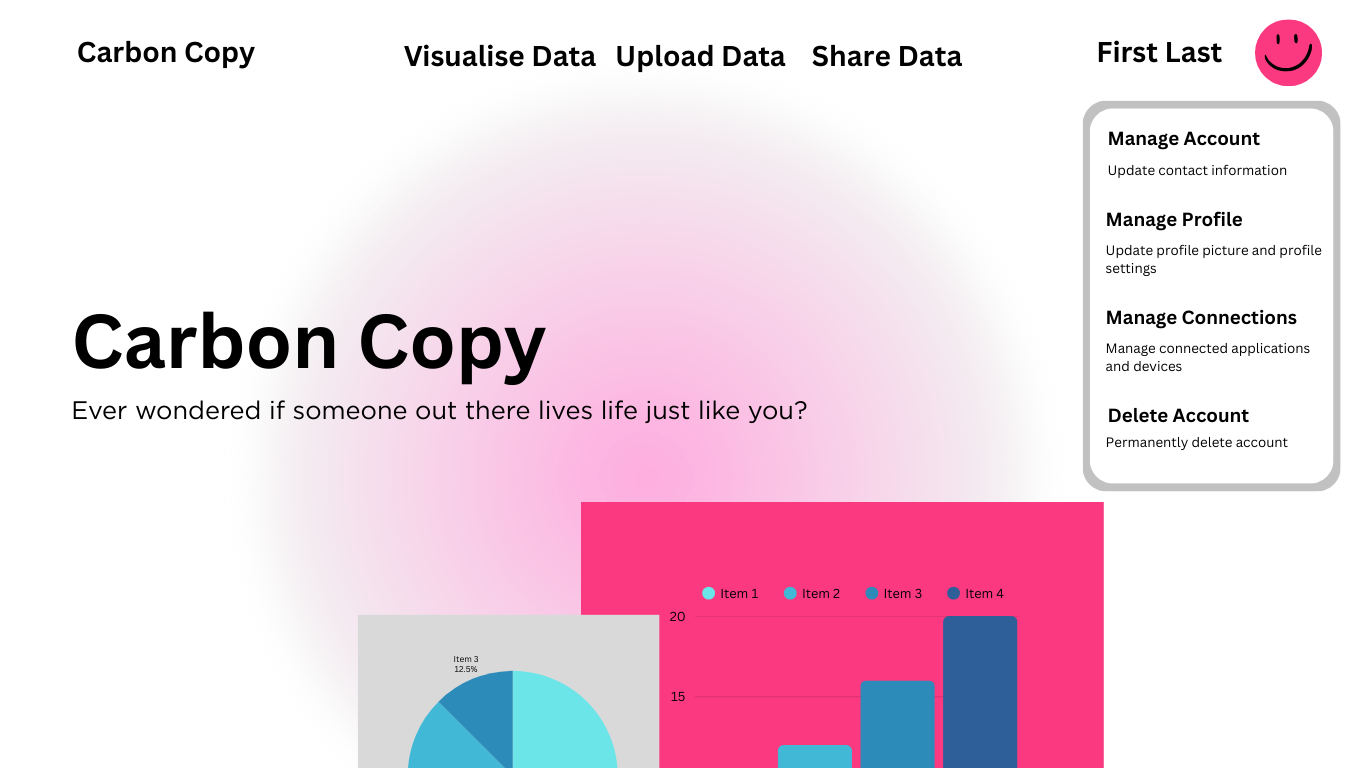 Carbon Copy
Visualise Data
Upload Data
Share Data
First Last
Manage Account
Update contact information
Manage Profile
Update profile picture and profile
settings
Manage Connections
Manage connected applications
and devices
Delete Account
Permanently delete account
Carbon Copy
Ever wondered if someone out there lives life just like you?
Item 1
Item 2
Item 3
Item 4
20
15
Item 3
12.5%